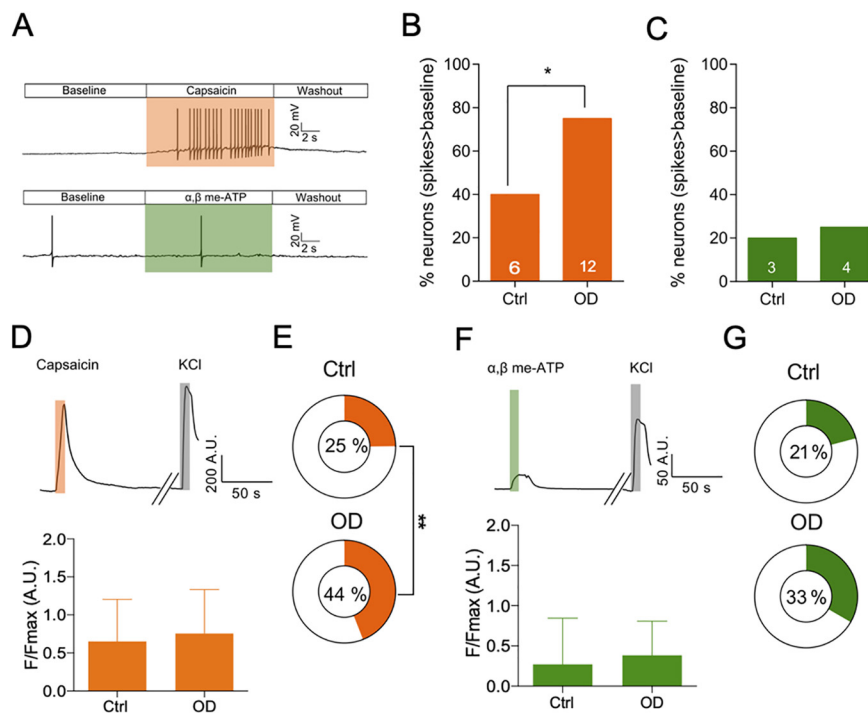 A
Baseline Capsaicin Washout
20 mV
2 s
Baseline α,β me-ATP Washout
20 mV
2 s
B
% neurons (spikes>baseline)
100
80
60
40
20
0
*
6 12
Ctrl OD
C
% neurons (spikes>baseline)
100
80
60
40
20
0
3 4
Ctrl OD
D
Capsaicin KCl
200 A.U.
50 s
F/Fmax (A.U.)
2.0
1.5
1.0
0.5
0.0
Ctrl OD
E
Ctrl
25 %
**
OD
44 %
F
α,β me-ATP KCl
50 A.U.
50 s
F/Fmax (A.U.)
2.0
1.5
1.0
0.5
0.0
Ctrl OD
G
Ctrl
21 %
OD
33 %